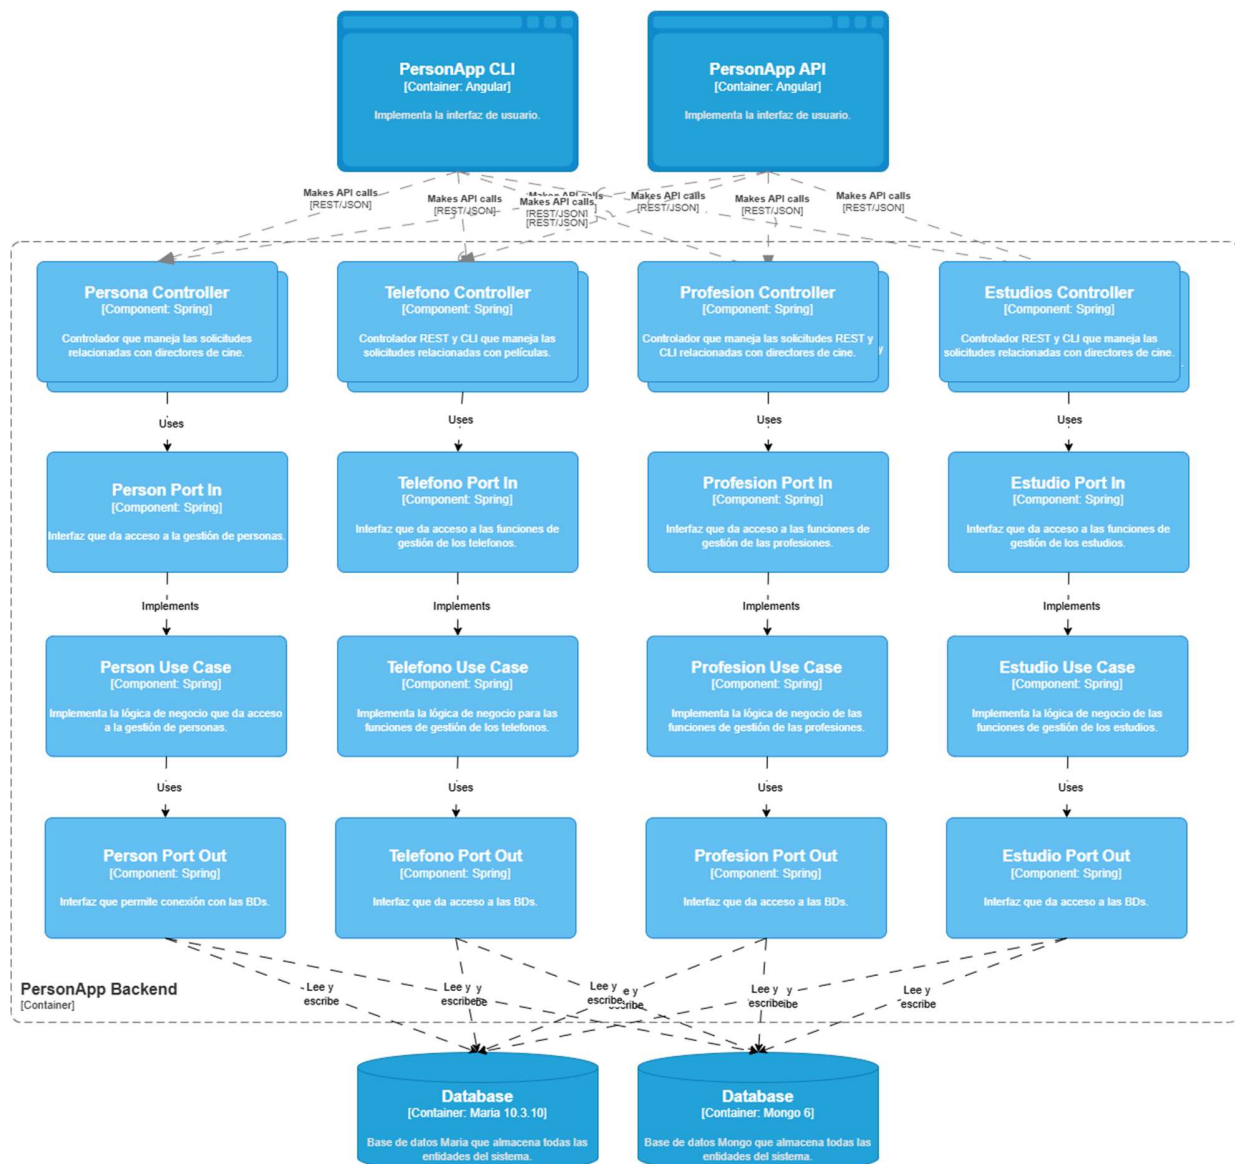 PersonApp CLI
[Container: Angular]
Implementa la interfaz de usuario.
PersonApp API
[Container: Angular]
Implementa la interfaz de usuario.
Makes API calls
[REST/JSON]
Makes API calls
[REST/JSON]
Makes API calls
[REST/JSON]
Makes API calls
[REST/JSON]
Makes API calls
[REST/JSON]
Makes API calls
[REST/JSON]
Makes API calls
[REST/JSON]
Persona Controller
[Component: Spring]
Controlador que maneja las solicitudes
relacionadas con directores de cine.
Telefono Controller
[Component: Spring]
Controlador REST y CLI que maneja las
solicitudes relacionadas con películas.
Profesion Controller
[Component: Spring]
Controlador que maneja las solicitudes REST y
CLI relacionadas con directores de cine.
y
Estudios Controller
[Component: Spring]
Controlador REST y CLI que maneja las
solicitudes relacionadas con directores de cine.
Uses
Uses
Uses
Uses
Person Port In
[Component: Spring]
Interfaz que da acceso a la gestión de personas.
Telefono Port In
[Component: Spring]
Interfaz que da acceso a las funciones de
gestión de los telefonos.
Profesion Port In
[Component: Spring]
Interfaz que da acceso a las funciones de
gestión de las profesiones.
Estudio Port In
[Component: Spring]
Interfaz que da acceso a las funciones de
gestión de los estudios.
Implements
Implements
Implements
Implements
Person Use Case
[Component: Spring]
Implementa la lógica de negocio que da acceso
a la gestión de personas.
Telefono Use Case
[Component: Spring]
Implementa la lógica de negocio para las
funciones de gestión de los telefonos.
Profesion Use Case
[Component: Spring]
Implementa la lógica de negocio de las
funciones de gestión de las profesiones.
Estudio Use Case
[Component: Spring]
Implementa la lógica de negocio de las
funciones de gestión de los estudios.
Uses
Uses
Uses
Uses
Person Port Out
[Component: Spring]
Interfaz que permite conexión con las BDs.
Telefono Port Out
[Component: Spring]
Interfaz que da acceso a las BDs.
Profesion Port Out
[Component: Spring]
Interfaz que da acceso a las BDs.
Estudio Port Out
[Component: Spring]
Interfaz que da acceso a las BDs.
PersonApp Backend
[Container]
Lee y
escribe
Lee y
escribe
Lee y
escribe
Lee y
escribe
Lee y
escribe
Database
[Container: Maria 10.3.10]
Base de datos Maria que almacena todas las
entidades del sistema.
Database
[Container: Mongo 6]
Base de datos Mongo que almacena todas las
entidades del sistema.